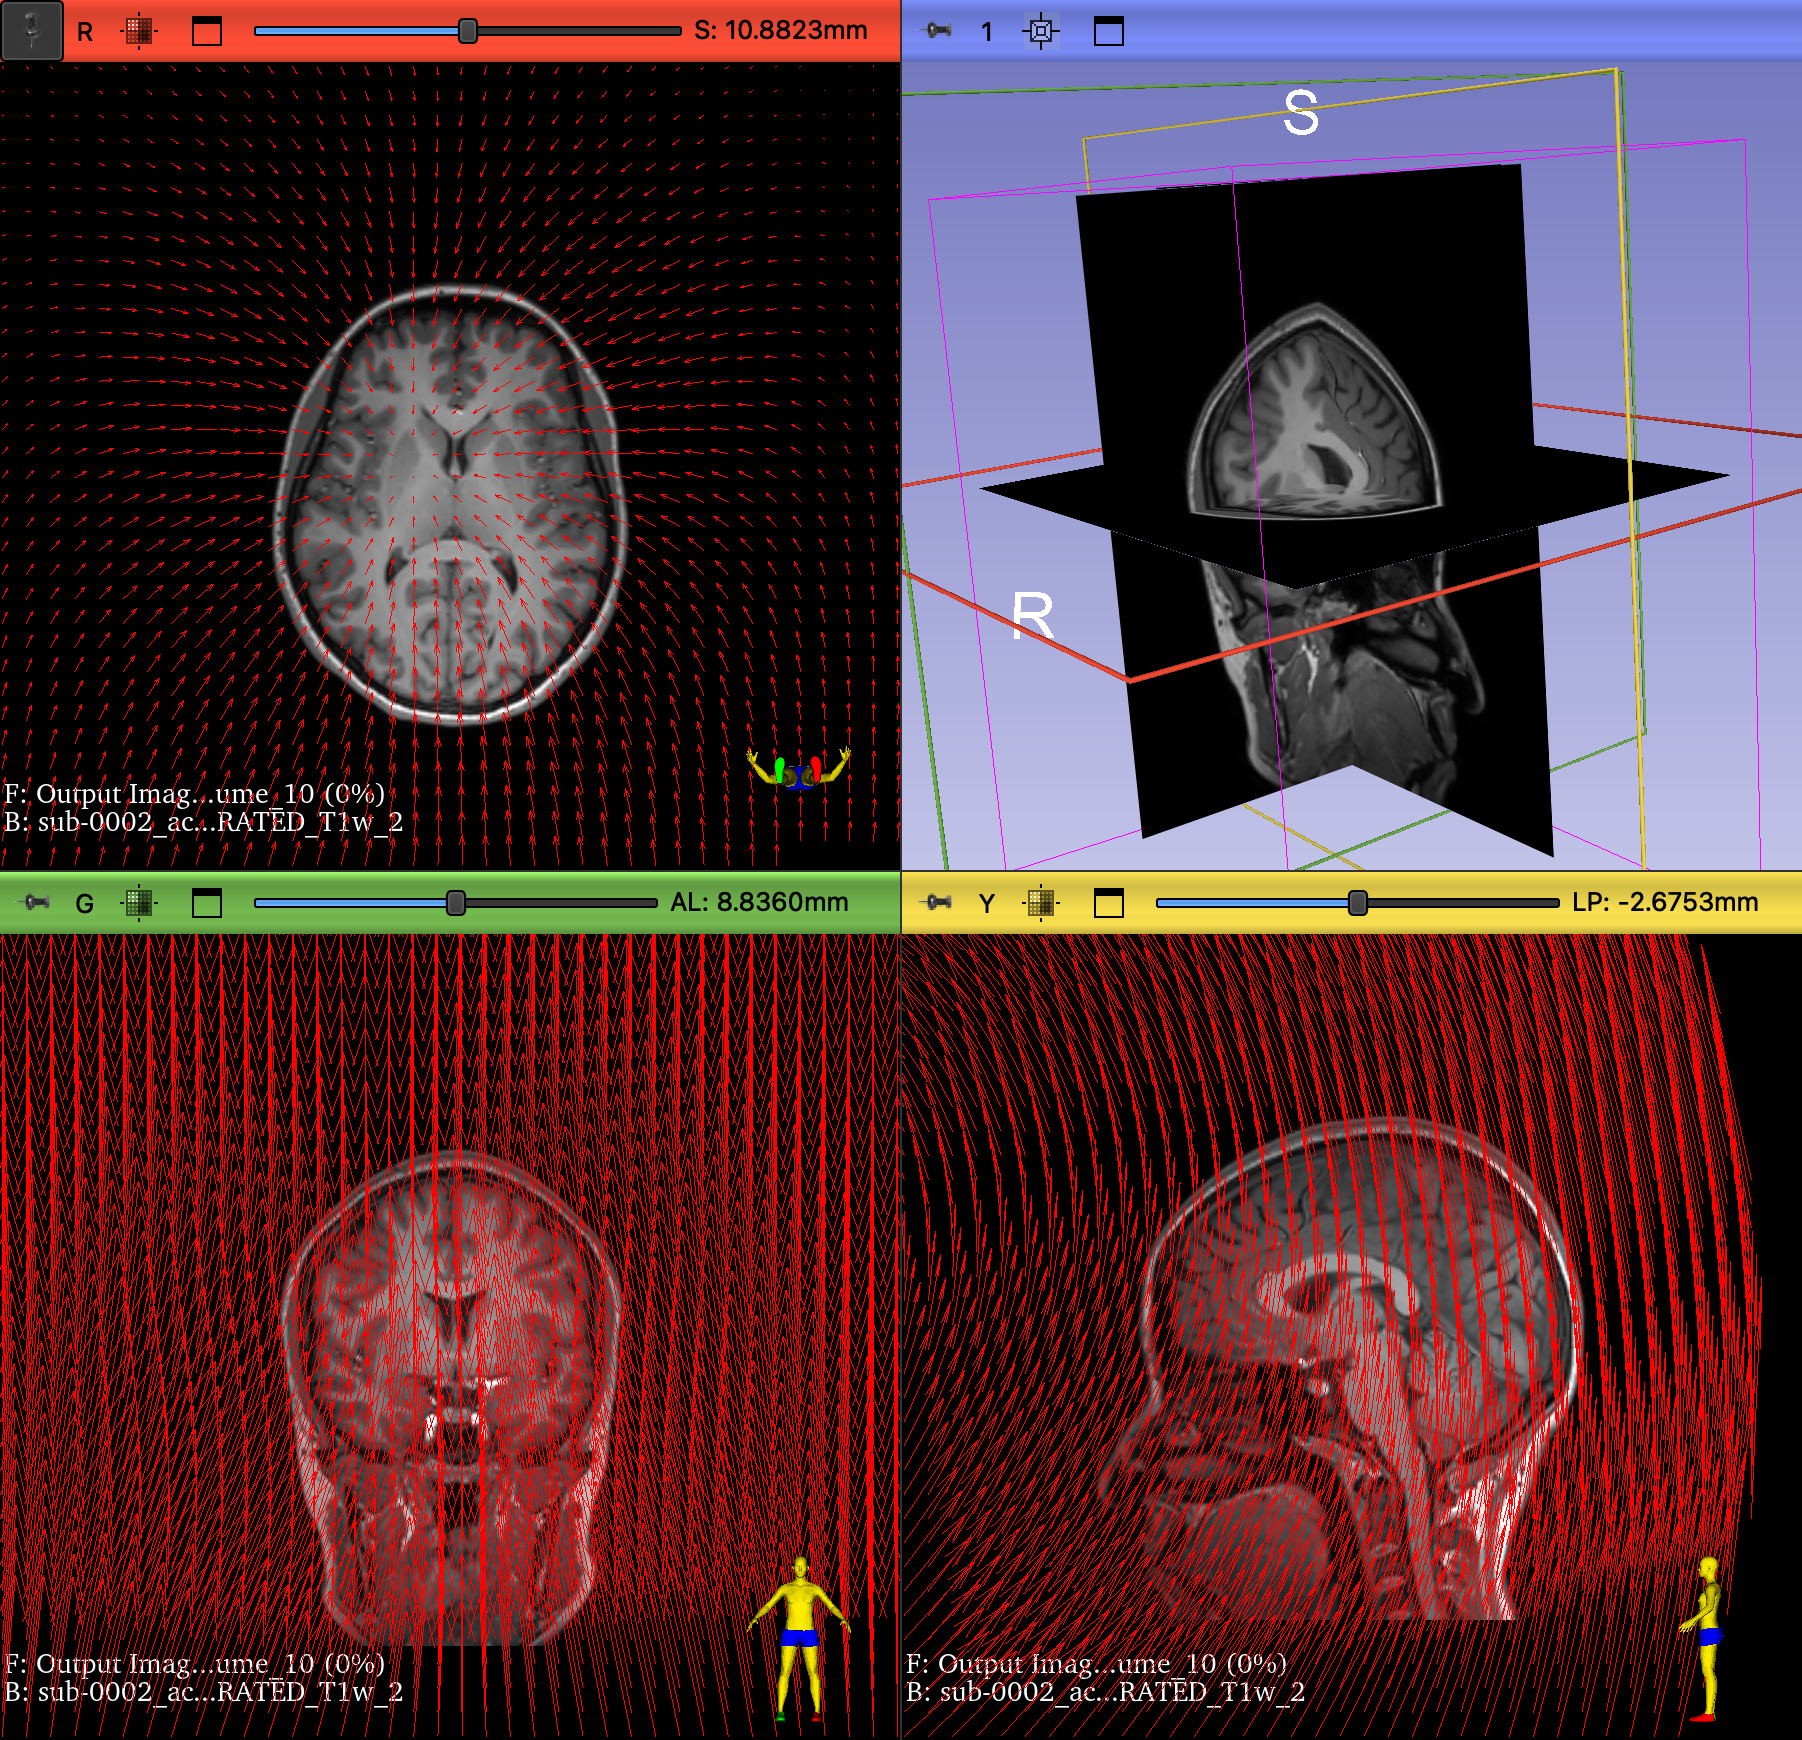 R
S: 10.8823mm
1
S
R
F: Output Imag...ume_10 (0%)
B: sub-0002_ac...RATED_T1w_2
G
AL: 8.8360mm
Y
LP: -2.6753mm
F: Output Imag...ume_10 (0%)
B: sub-0002_ac...RATED_T1w_2
F: Output Imag...ume_10 (0%)
B: sub-0002_ac...RATED_T1w_2